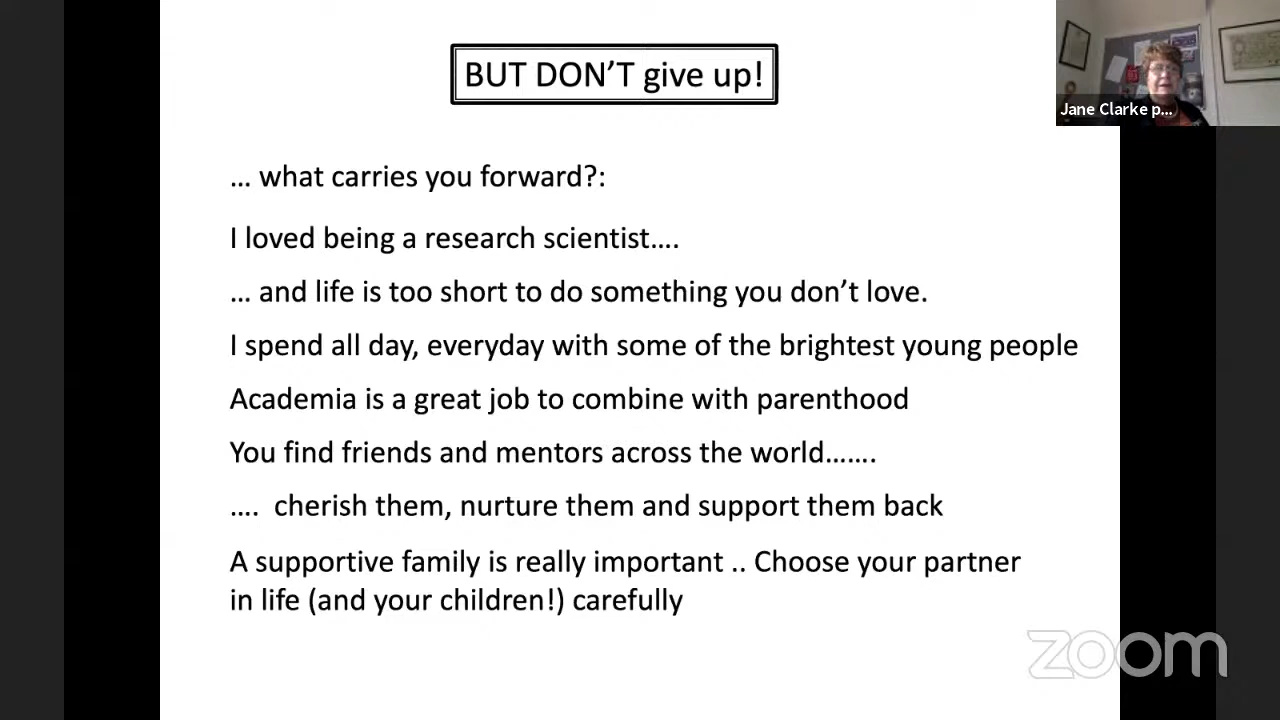 BUT DON’T give up!
Jane Clarke p...
... what carries you forward?:
I loved being a research scientist....
... and life is too short to do something you don’t love.
I spend all day, everyday with some of the brightest young people
Academia is a great job to combine with parenthood
You find friends and mentors across the world.......
.... cherish them, nurture them and support them back
A supportive family is really important .. Choose your partner
in life (and your children!) carefully
zoom